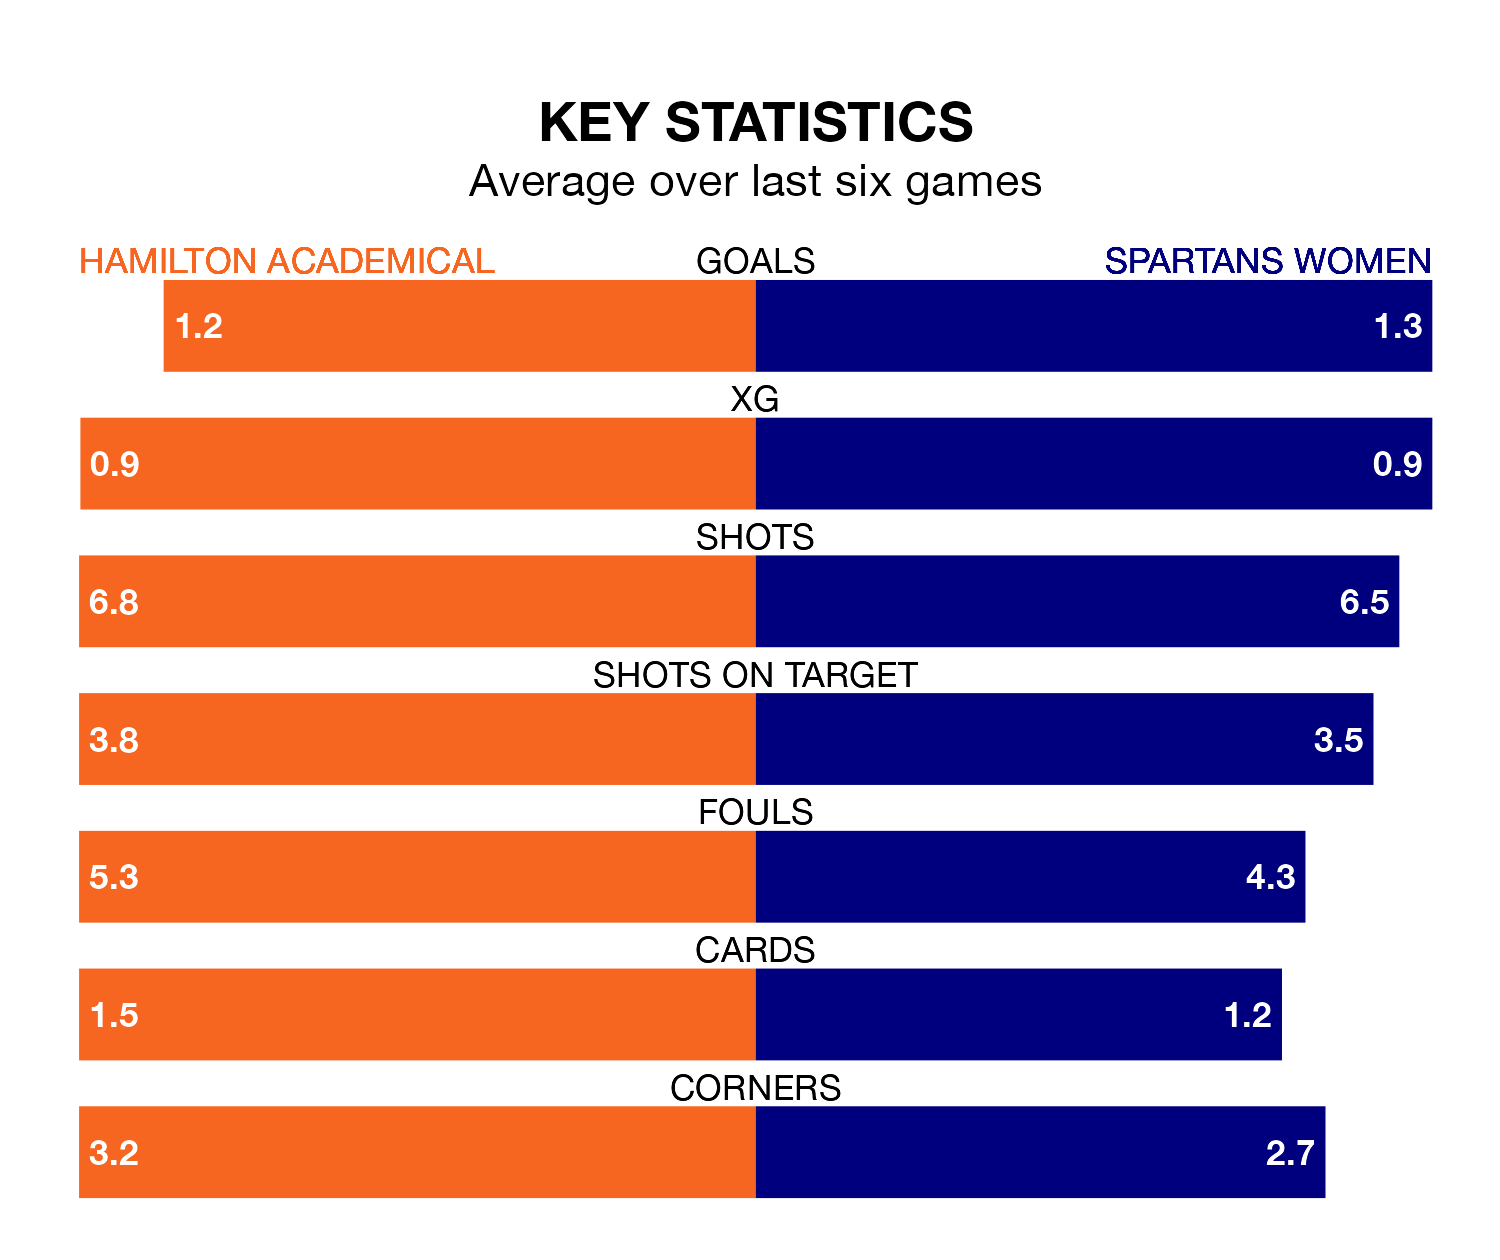 KEY STATISTICS
Average over last six games
HAMILTON ACADEMICAL GOALS SPARTANS WOMEN
1.2 1.3
XG
0.9 0.9
SHOTS
6.8 6.5
SHOTS ON TARGET
3.8 3.5
FOULS
5.3 4.3
CARDS
1.5 1.2
CORNERS
3.2 2.7